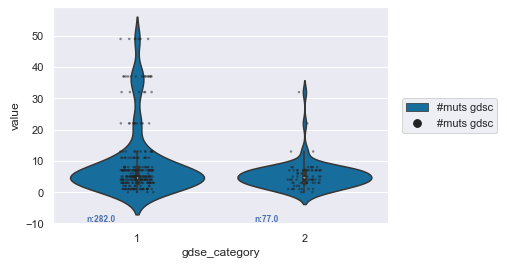 50
40
30
20
10
0
−10
value
n:282.0
n:77.0
1
2
gdse_category
#muts gdsc
#muts gdsc